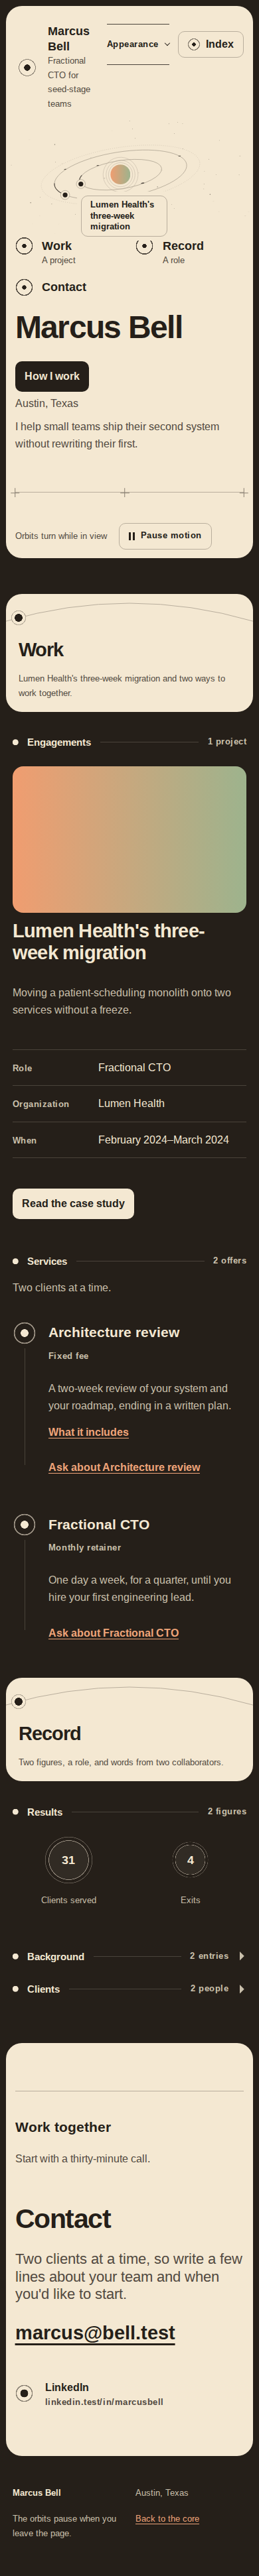 Marcus
Bell
Fractional
CTO for
seed-stage
teams
Appearance
Index
Lumen Health's
three-week
migration
Work
A project
Record
A role
Contact
Marcus Bell
How I work
Austin, Texas
I help small teams ship their second system
without rewriting their first.
Orbits turn while in view
Pause motion
Work
Lumen Health's three-week migration and two ways to
work together.
Engagements
1 project
Lumen Health's three-
week migration
Moving a patient-scheduling monolith onto two
services without a freeze.
Role
Fractional CTO
Organization
Lumen Health
When
February 2024–March 2024
Read the case study
Services
2 offers
Two clients at a time.
Architecture review
Fixed fee
A two-week review of your system and
your roadmap, ending in a written plan.
What it includes
Ask about Architecture review
Fractional CTO
Monthly retainer
One day a week, for a quarter, until you
hire your first engineering lead.
Ask about Fractional CTO
Record
Two figures, a role, and words from two collaborators.
Results
2 figures
31
Clients served
4
Exits
Background
2 entries
Clients
2 people
Work together
Start with a thirty-minute call.
Contact
Two clients at a time, so write a few
lines about your team and when
you'd like to start.
marcus@bell.test
LinkedIn
linkedin.test/in/marcusbell
Marcus Bell
Austin, Texas
The orbits pause when you
leave the page.
Back to the core